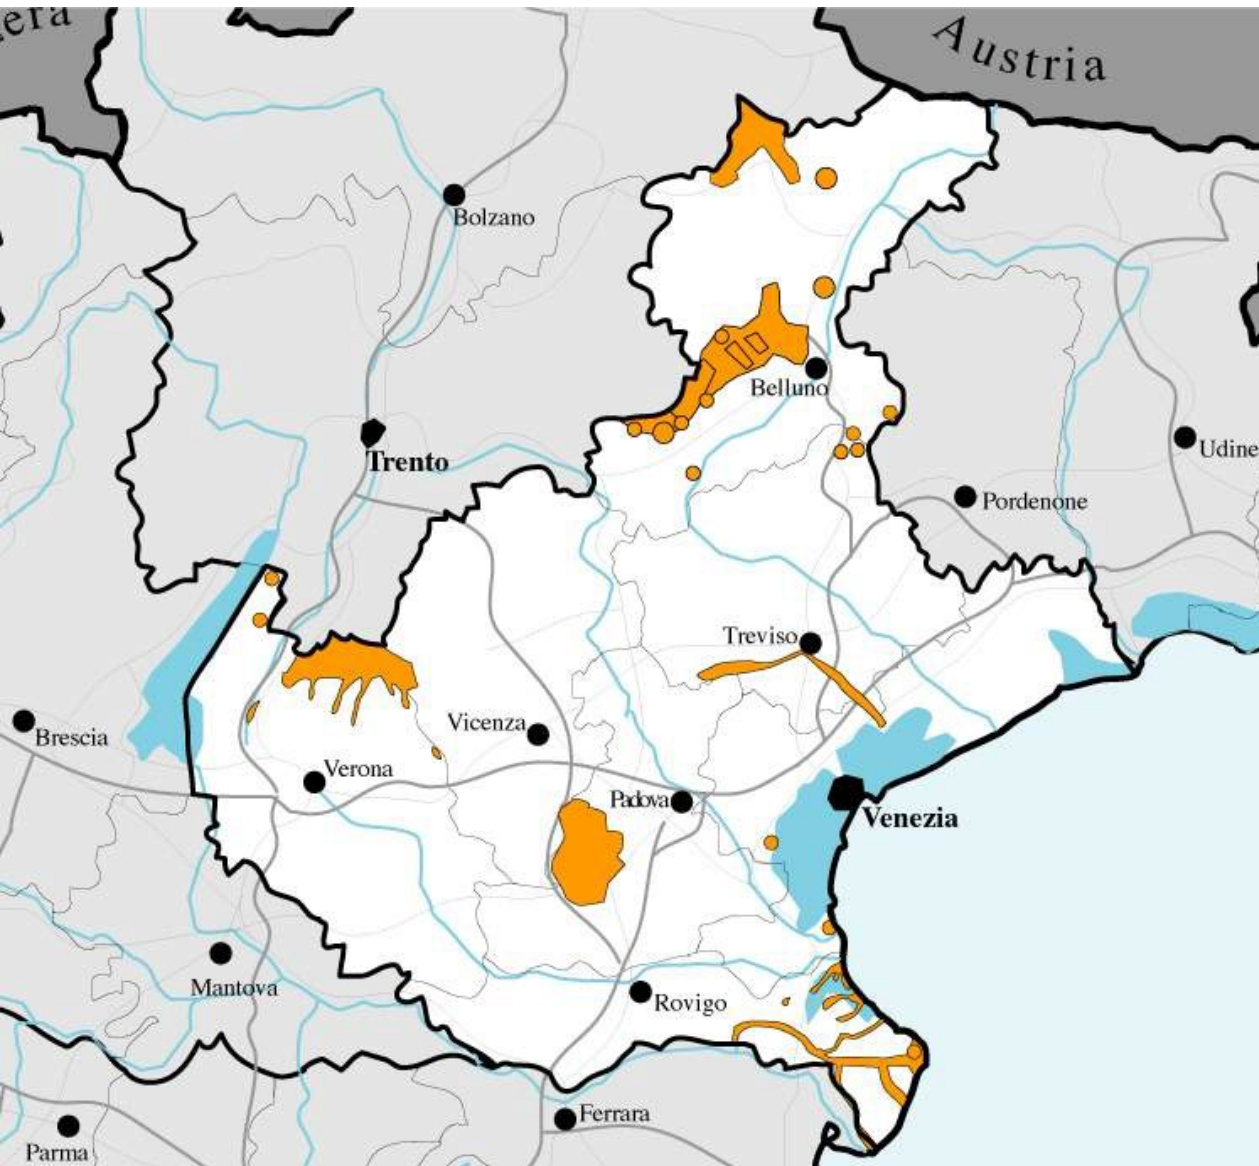 era
Austria
Bolzano
Belluno
Trento
Udine
Pordenone
Treviso
Vicenza
Brescia
Verona
Padova
Venezia
Mantova
Rovigo
Ferrara
Parma